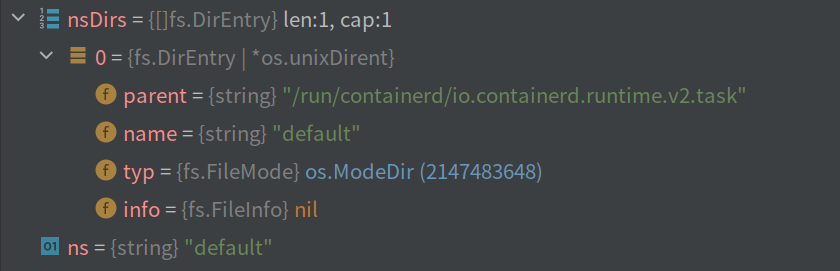 nsDirs = {[]fs.DirEntry} len:1, cap:1
0 = {fs.DirEntry | *os.unixDirent}
f parent = {string} "/run/containerd/io.containerd.runtime.v2.task"
f name = {string} "default"
f typ = {fs.FileMode} os.ModeDir (2147483648)
f info = {fs.FileInfo} nil
01 ns = {string} "default"